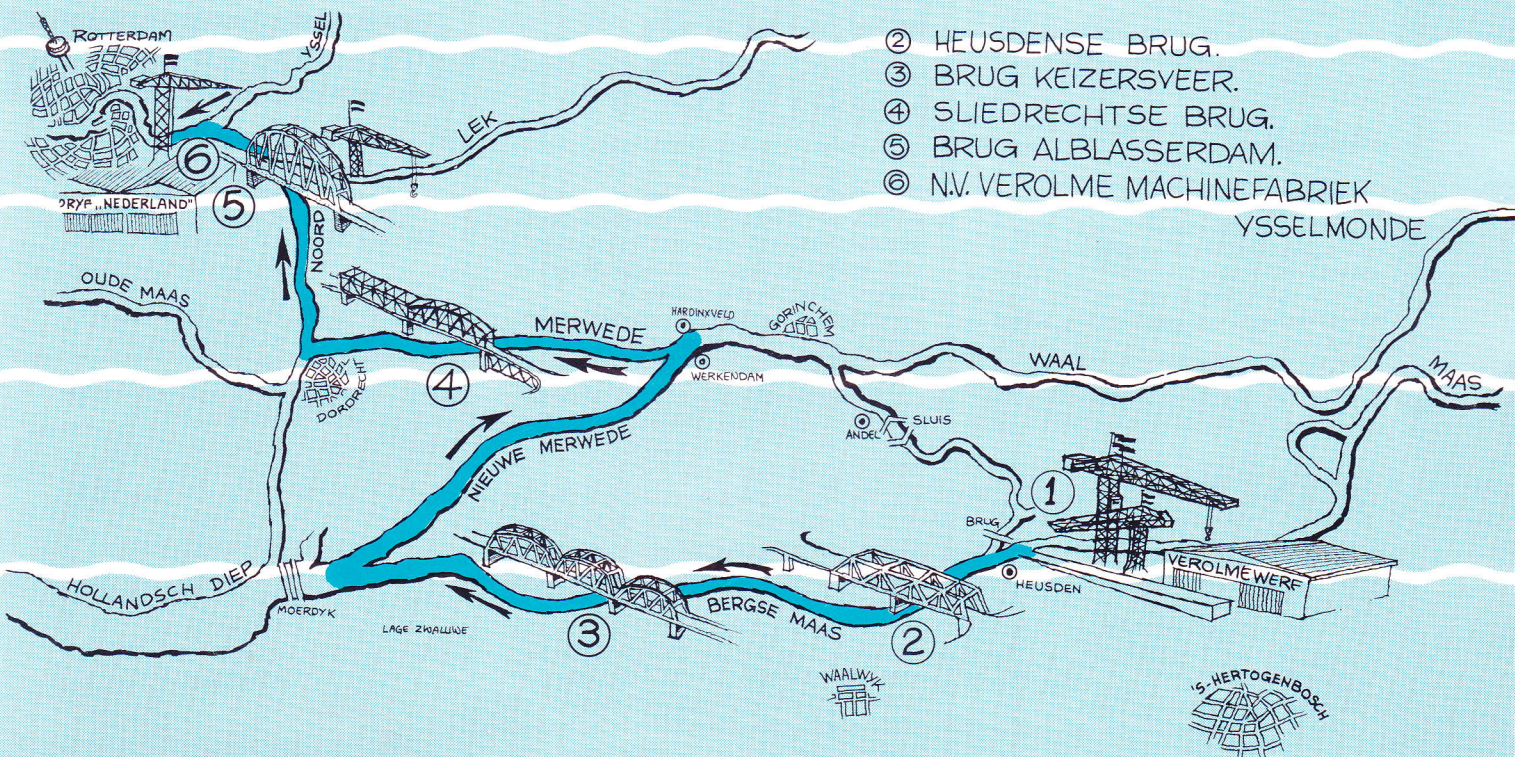 ② HEUSDENSE BRUG.
③ BRUG KEIZERSVEER.
④ SLIEDRECHTSE BRUG.
⑤ BRUG ALBLASSERDAM.
⑥ N.V. VEROLME MACHINEFABRIEK
YSSELMONDE
ROTTERDAM
YSSEL
LEK
⑥
⑤
DRYF „NEDERLAND"
NOORD
OUDE MAAS
MERWEDE
HARDINXVELD
GORINCHEM
WAAL
MAAS
④
WERKENDAM
DORDRECHT
ANDEL
SLUIS
NIEUWE MERWEDE
①
BRUG
VEROLMEWERF
HEUSDEN
HOLLANDSCH DIEP
MOERDYK
LAGE ZWALUWE
③
BERGSE MAAS
②
WAALWYK
'S-HERTOGENBOSCH